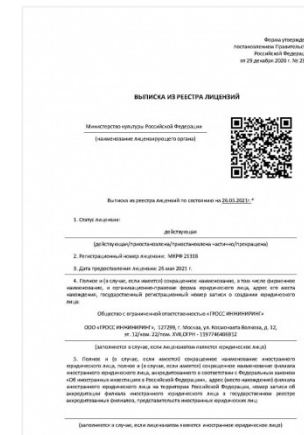 Форма утвержде
постановлением Правительст
Российской Федерац
от 29 декабря 2020 г. № 23
ВЫПИСКА ИЗ РЕЕСТРА ЛИЦЕНЗИЙ
Министерство культуры Российской Федерации
(наименование лицензирующего органа)
Выписка из реестра лицензий по состоянию на 26.05.2021г.*
1. Статус лицензии:
действующая
(действующая/приостановлена/приостановлена частично/прекращена)
2. Регистрационный номер лицензии: МКРФ
3. Дата предоставления лицензии: 26 мая 2021 г.
4. Полное и (в случае, если имеется) сокращенное наименование, в том числе фирменное
наименование, и организационно-правовая форма юридического лица, адрес его места
нахождения, государственный регистрационный номер записи о создании юридического
лица:
Общество с ограниченной ответственностью «ГРОСС ИНЖИНИРИНГ»,
ООО «ГРОСС ИНЖИНИРИНГ», 127299, г. Москва, ул. Космонавта Волкова, д. 12,
эт. 12/ком. 22/пом. XVII, ОГРН -
(заполняется в случае, если лицензиатом является юридическое лицо)
5. Полное и (в случае, если имеется) сокращенное наименование иностранного
юридического лица, полное и (в случае, если имеется) сокращенное наименование филиала
иностранного юридического лица, аккредитованного в соответствии с Федеральным законом
«Об иностранных инвестициях в Российской Федерации», адрес (место нахождения) филиала
иностранного юридического лица на территории Российской Федерации, номер записи об
аккредитации филиала иностранного юридического лица в государственном реестре
аккредитованных филиалов, представительств иностранных юридических лиц:
(заполняется в случае, если лицензиатом является иностранное юридическое лицо)